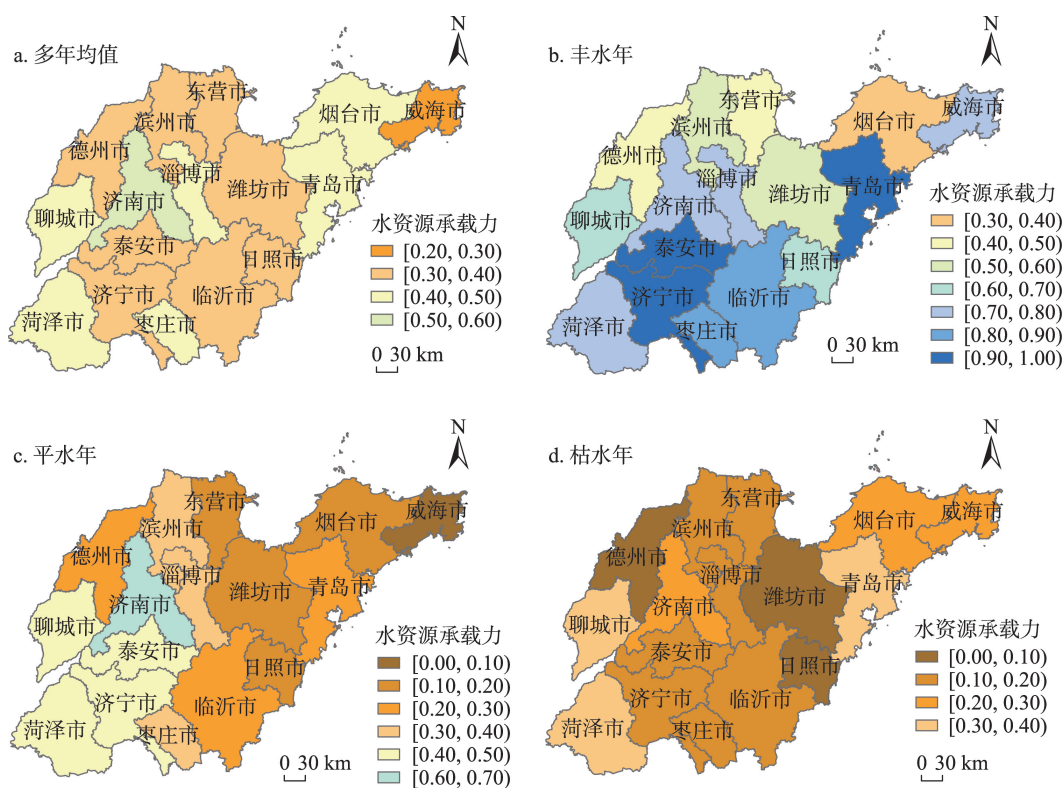 a. 多年均值
N
东营市
滨州市
德州市
烟台市
威海市
淄博市
潍坊市
青岛市
济南市
聊城市
泰安市
日照市
济宁市
临沂市
菏泽市
枣庄市
水资源承载力
[0.20, 0.30)
[0.30, 0.40)
[0.40, 0.50)
[0.50, 0.60)
0 30 km
b. 丰水年
N
东营市
滨州市
德州市
烟台市
威海市
淄博市
潍坊市
青岛市
济南市
聊城市
泰安市
日照市
济宁市
临沂市
菏泽市
枣庄市
水资源承载力
[0.30, 0.40)
[0.40, 0.50)
[0.50, 0.60)
[0.60, 0.70)
[0.70, 0.80)
[0.80, 0.90)
[0.90, 1.00)
0 30 km
c. 平水年
N
东营市
滨州市
德州市
烟台市
威海市
淄博市
潍坊市
青岛市
济南市
聊城市
泰安市
日照市
济宁市
临沂市
菏泽市
枣庄市
水资源承载力
[0.00, 0.10)
[0.10, 0.20)
[0.20, 0.30)
[0.30, 0.40)
[0.40, 0.50)
[0.60, 0.70)
0 30 km
d. 枯水年
N
东营市
滨州市
德州市
烟台市
威海市
淄博市
潍坊市
青岛市
济南市
聊城市
泰安市
日照市
济宁市
临沂市
菏泽市
枣庄市
水资源承载力
[0.00, 0.10)
[0.10, 0.20)
[0.20, 0.30)
[0.30, 0.40)
0 30 km